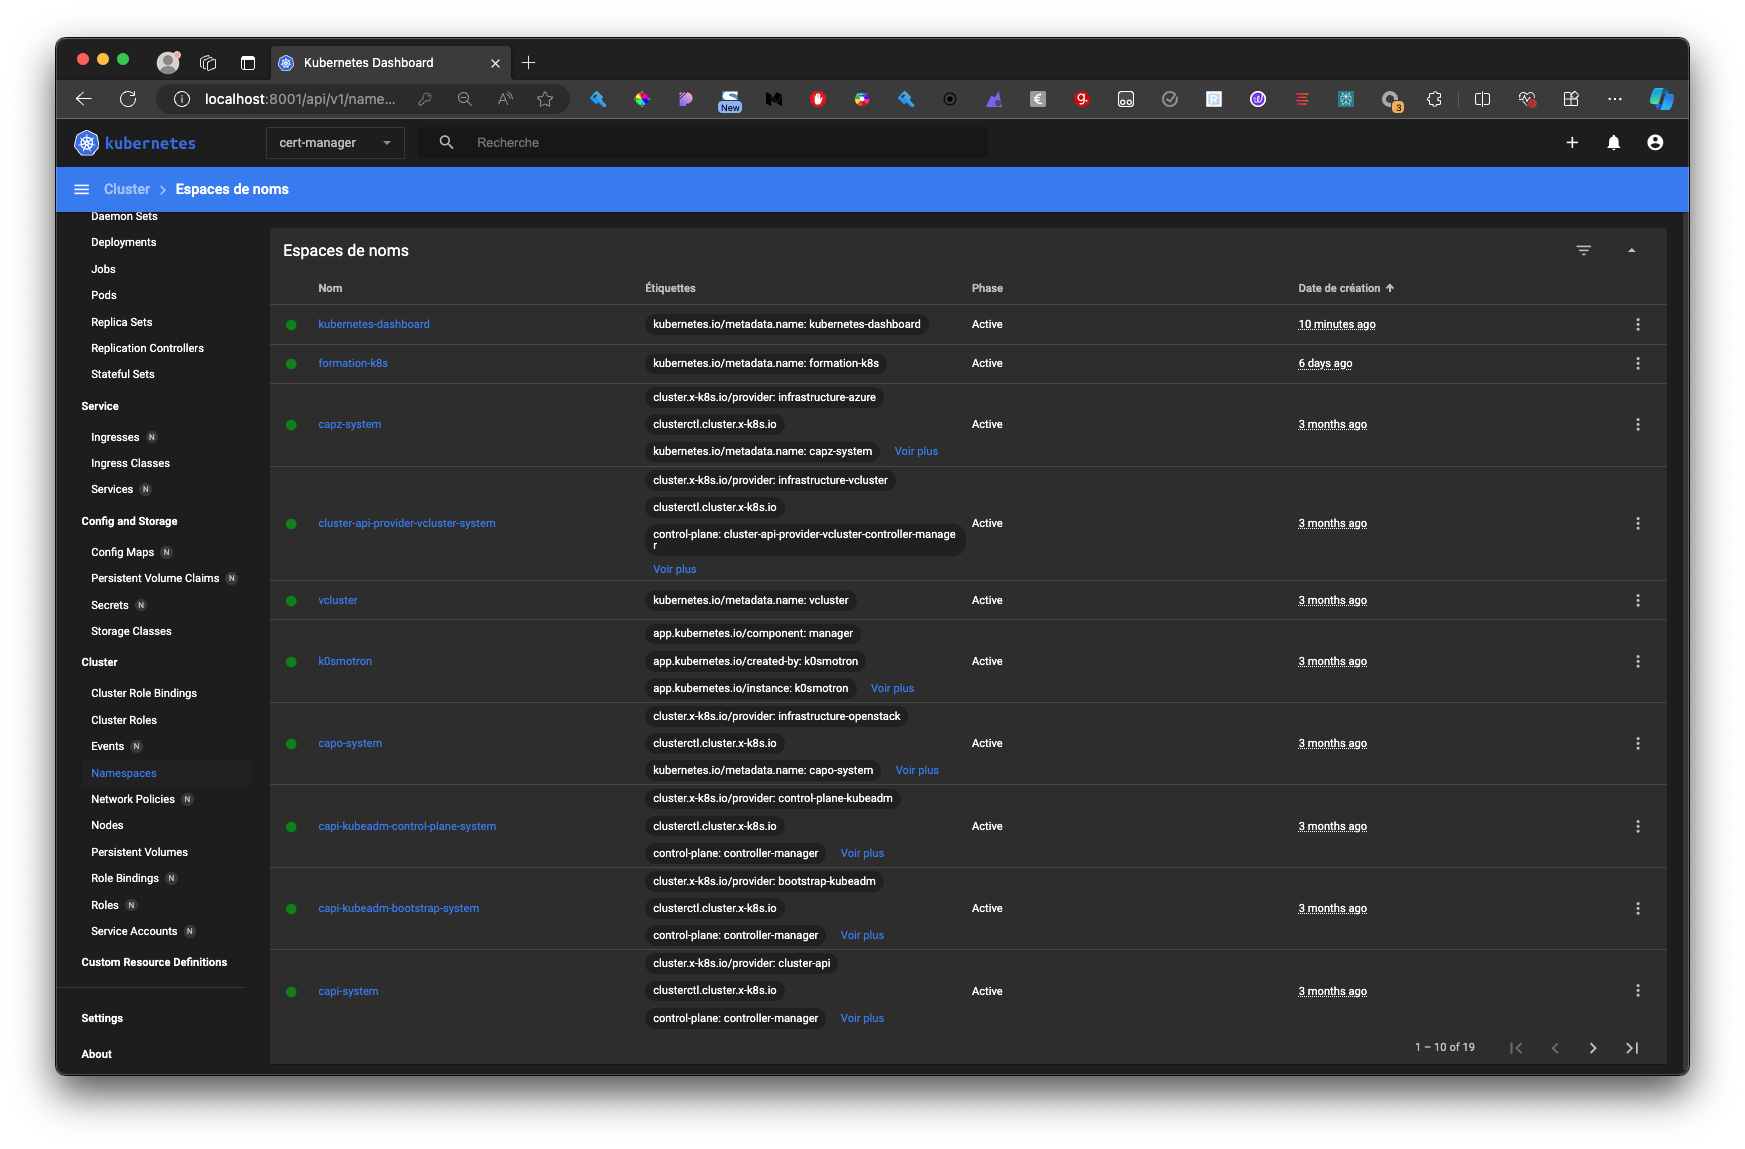 Kubernetes Dashboard
localhost:8001/api/v1/name...
New
3
kubernetes
cert-manager
Recherche
Cluster > Espaces de noms
Daemon Sets
Deployments
Jobs
Pods
Replica Sets
Replication Controllers
Stateful Sets
Service
Ingresses N
Ingress Classes
Services N
Config and Storage
Config Maps N
Persistent Volume Claims N
Secrets N
Storage Classes
Cluster
Cluster Role Bindings
Cluster Roles
Events N
Namespaces
Network Policies N
Nodes
Persistent Volumes
Role Bindings N
Roles N
Service Accounts N
Custom Resource Definitions
Settings
About
Espaces de noms
Nom Étiquettes Phase Date de création
kubernetes-dashboard kubernetes.io/metadata.name: kubernetes-dashboard Active 10 minutes ago
formation-k8s kubernetes.io/metadata.name: formation-k8s Active 6 days ago
cluster.x-k8s.io/provider: infrastructure-azure
capz-system clusterctl.cluster.x-k8s.io Active 3 months ago
kubernetes.io/metadata.name: capz-system Voir plus
cluster.x-k8s.io/provider: infrastructure-vcluster
clusterctl.cluster.x-k8s.io
cluster-api-provider-vcluster-system control-plane: cluster-api-provider-vcluster-controller-manage Active 3 months ago
r
Voir plus
vcluster kubernetes.io/metadata.name: vcluster Active 3 months ago
app.kubernetes.io/component: manager
k0smotron app.kubernetes.io/created-by: k0smotron Active 3 months ago
app.kubernetes.io/instance: k0smotron Voir plus
cluster.x-k8s.io/provider: infrastructure-openstack
capo-system clusterctl.cluster.x-k8s.io Active 3 months ago
kubernetes.io/metadata.name: capo-system Voir plus
cluster.x-k8s.io/provider: control-plane-kubeadm
capi-kubeadm-control-plane-system clusterctl.cluster.x-k8s.io Active 3 months ago
control-plane: controller-manager Voir plus
cluster.x-k8s.io/provider: bootstrap-kubeadm
capi-kubeadm-bootstrap-system clusterctl.cluster.x-k8s.io Active 3 months ago
control-plane: controller-manager Voir plus
cluster.x-k8s.io/provider: cluster-api
capi-system clusterctl.cluster.x-k8s.io Active 3 months ago
control-plane: controller-manager Voir plus
1 – 10 of 19